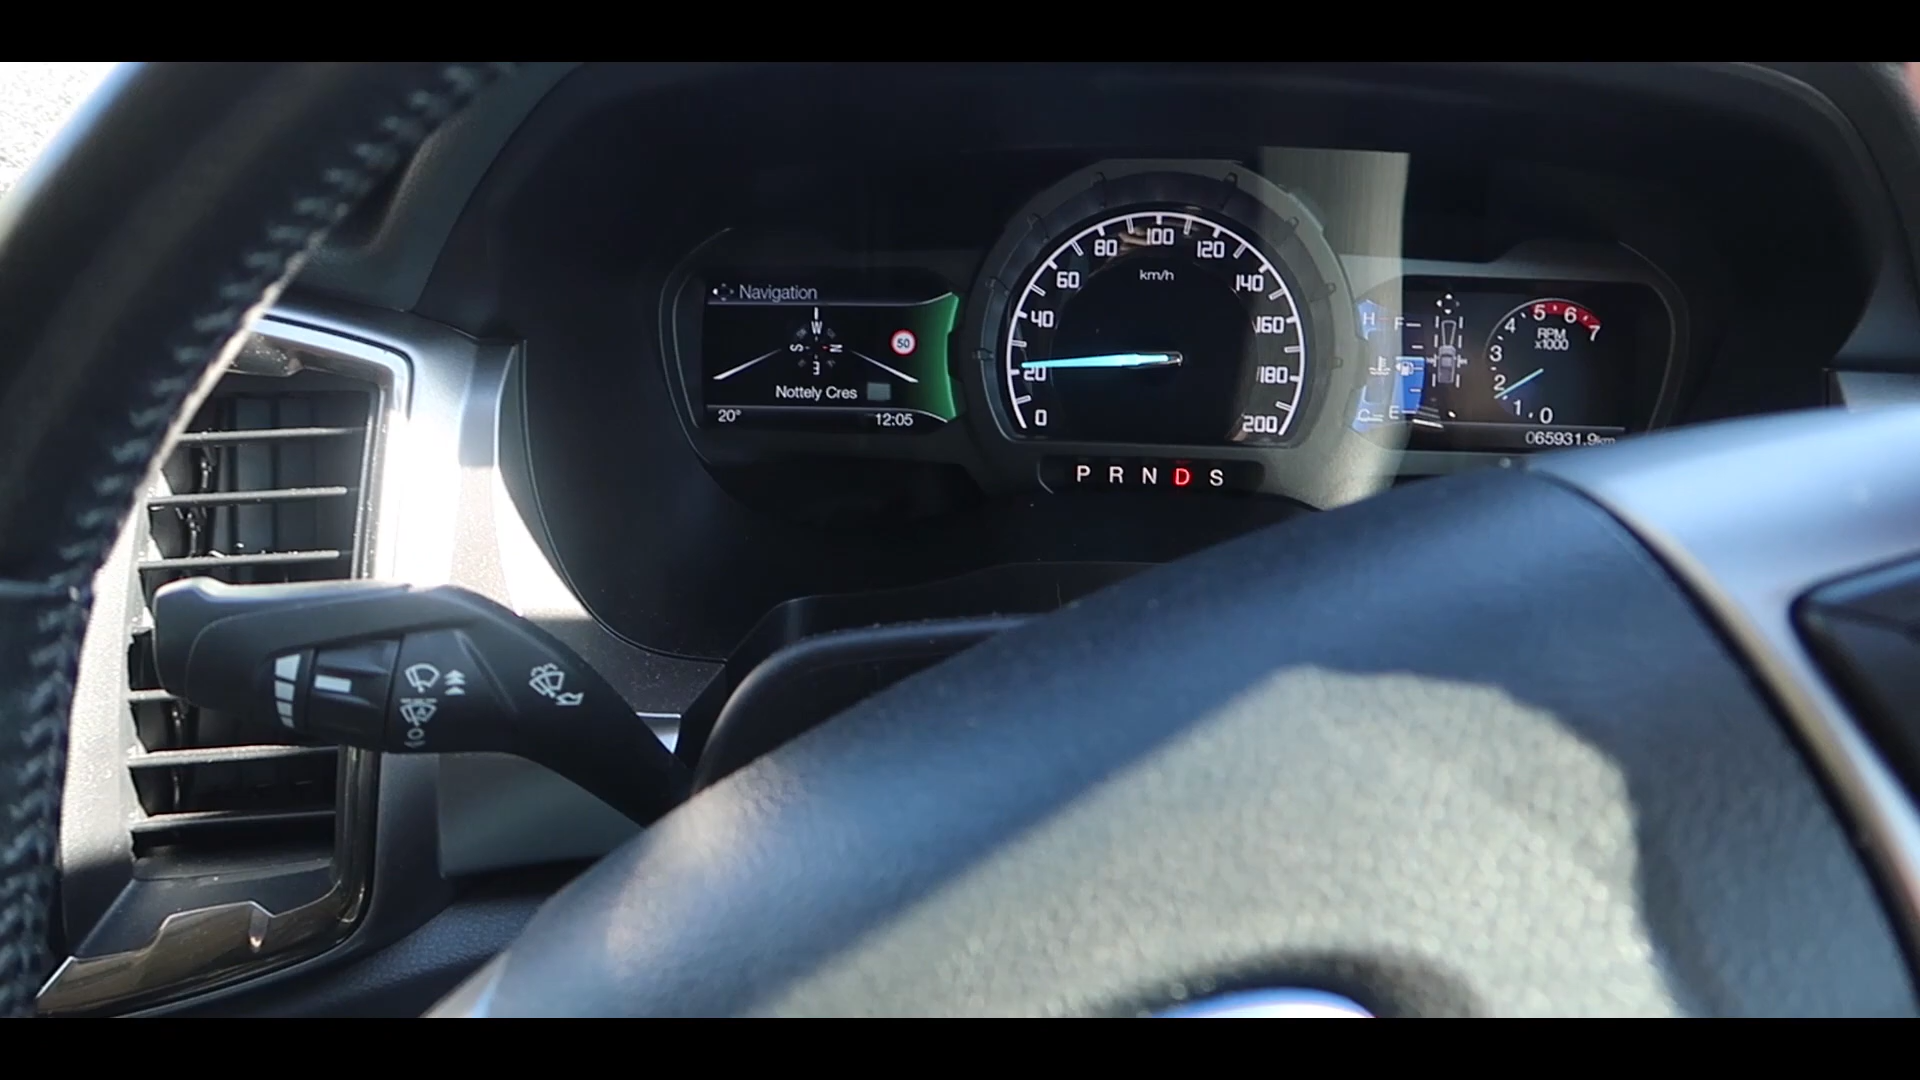 Navigation
W
S N
E
50
Nottely Cres
20° 12:05
0 20 40 60 80 100 120 140 160 180 200
km/h
P R N D S
H F
C E
0 1 2 3 4 5 6 7
RPM
x1000
065931.9km